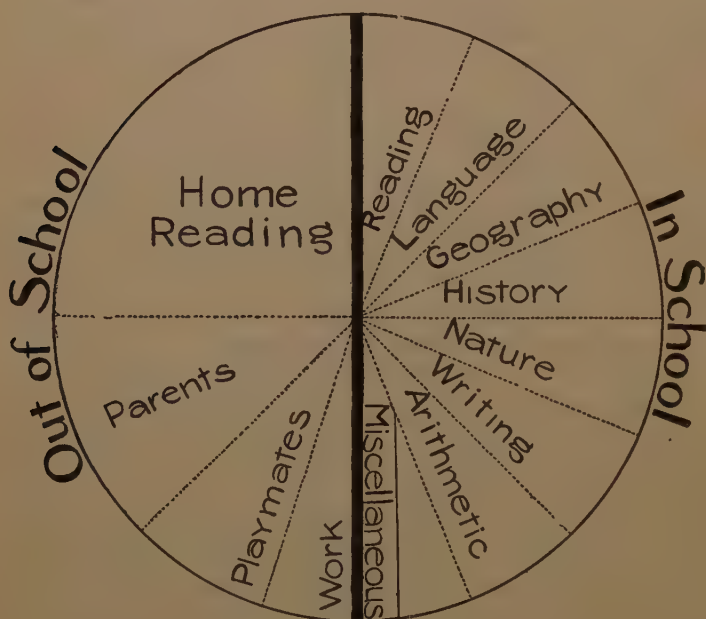 Out of School
Home
Reading
Parents
Playmates
Work
In School
Reading
Language
Geography
History
Nature
Writing
Arithmetic
Miscellaneous